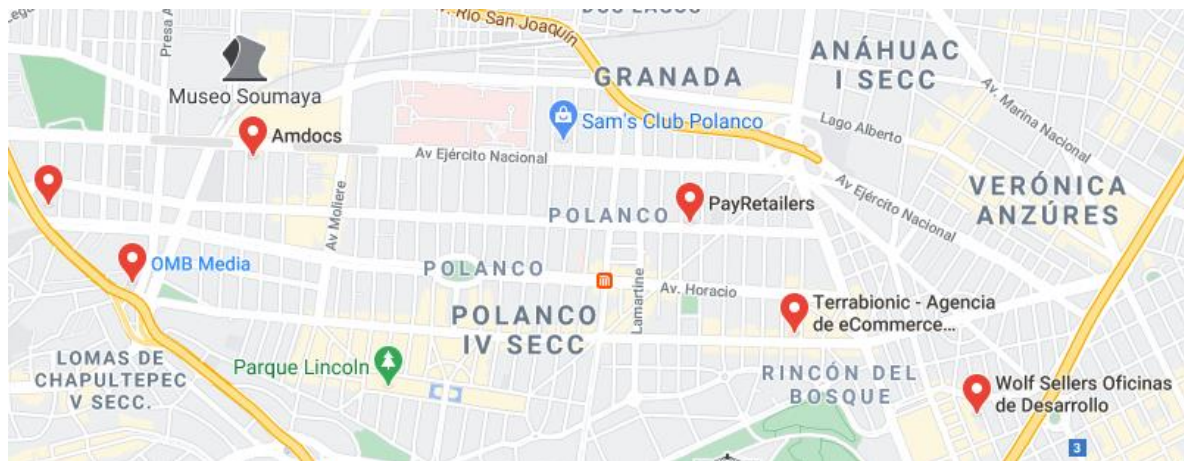 DOS LAGOS
Río San Joaquín
Presa
ANÁHUAC
I SECC
GRANADA
Museo Soumaya
Av. Marina Nacional
Sam's Club Polanco
Lago Alberto
Amdocs
Av Ejército Nacional
Av Ejército Nacional
VERÓNICA
ANZÚRES
PayRetailers
POLANCO
Av Moliere
OMB Media
POLANCO
Av. Horacio
Lamartine
Terrabionic - Agencia
de eCommerce...
POLANCO
IV SECC
LOMAS DE
CHAPULTEPEC
V SECC.
Parque Lincoln
RINCÓN DEL
BOSQUE
Wolf Sellers Oficinas
de Desarrollo
3